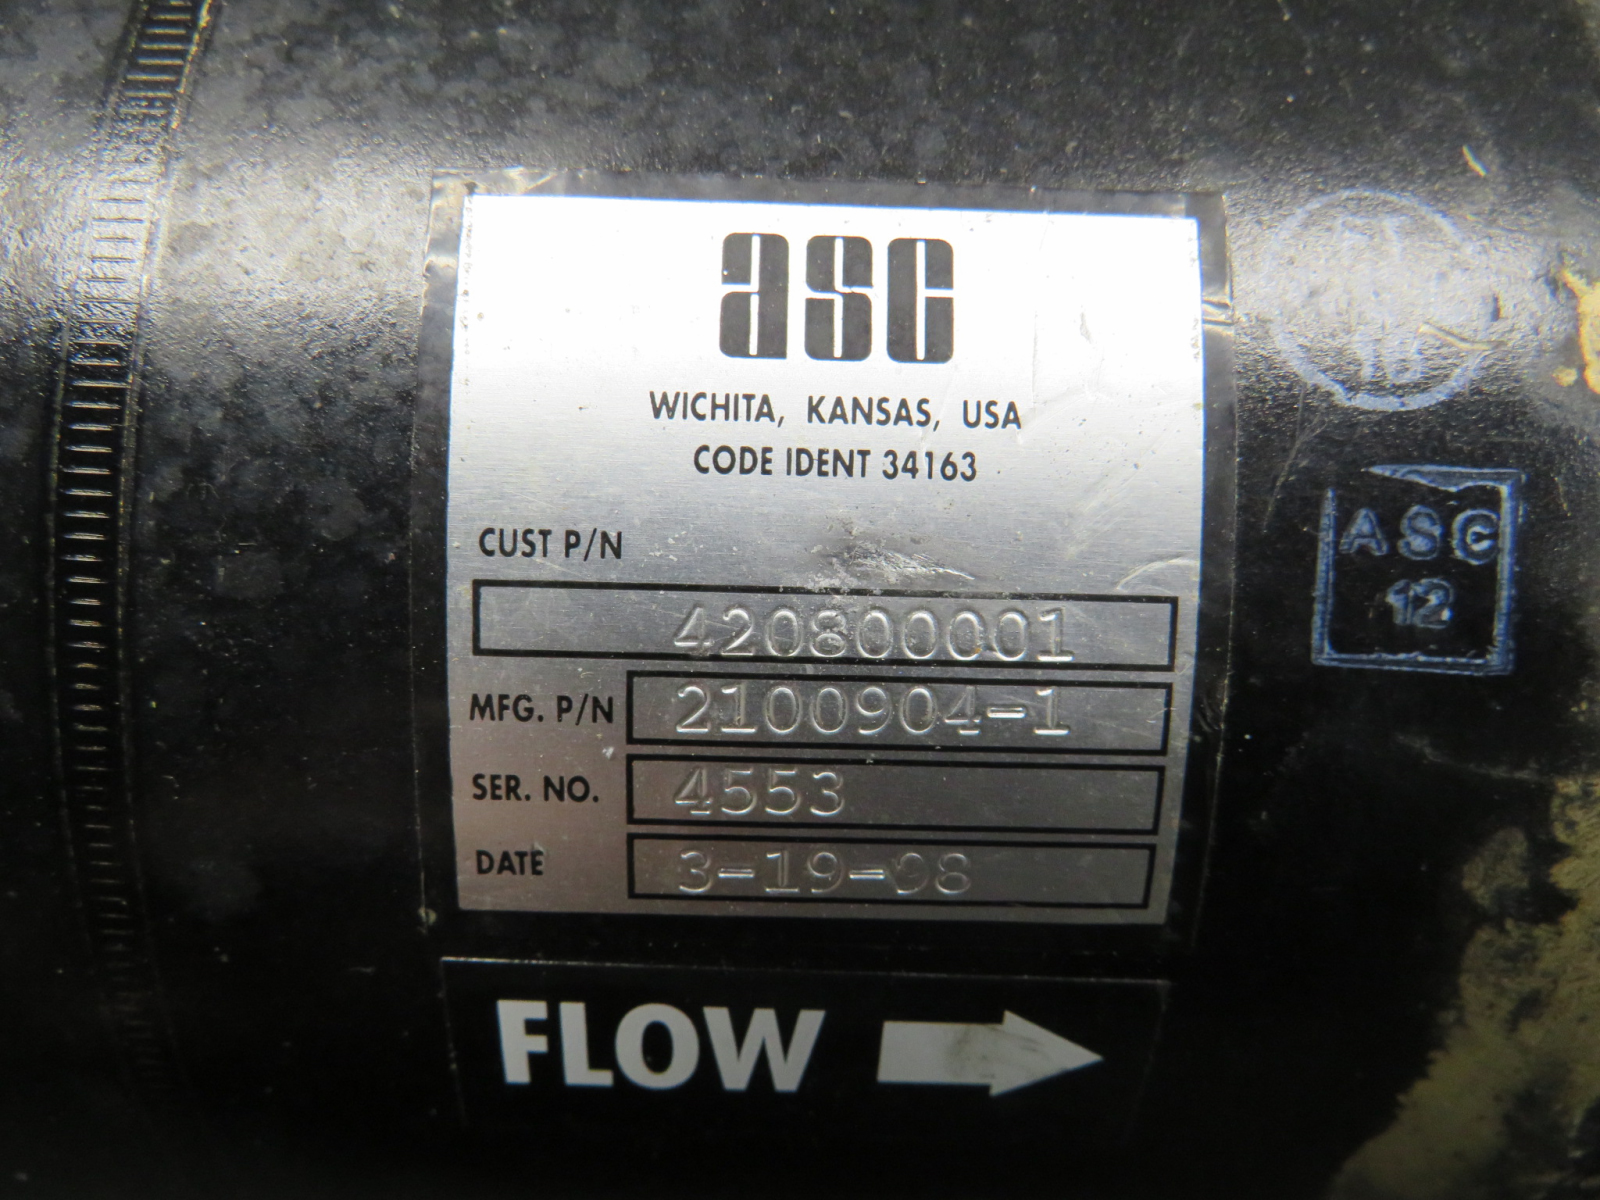 asc
WICHITA, KANSAS, USA
CODE IDENT 34163
CUST P/N
420800001
MFG. P/N 2100904-1
SER. NO. 4553
DATE 3-19-98
FLOW
ASC
12